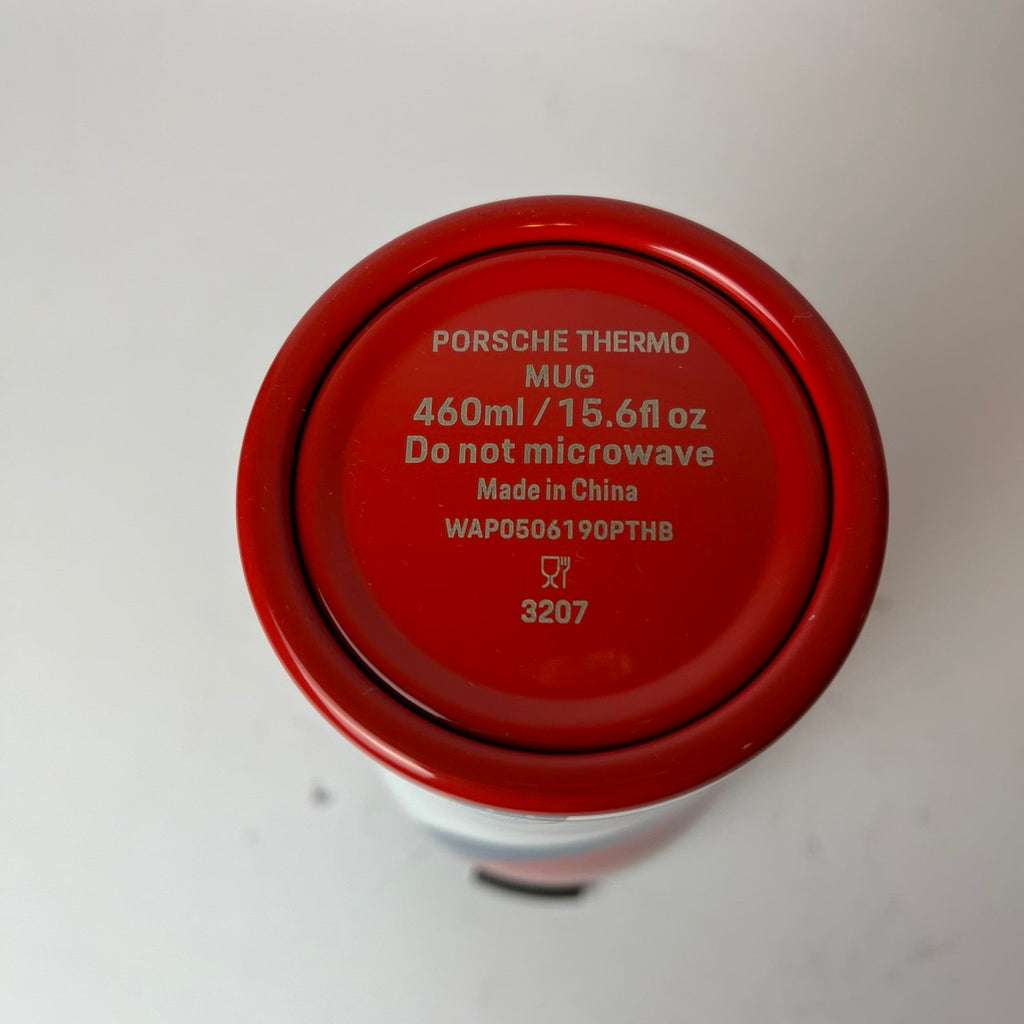 PORSCHE THERMO
MUG
460ml / 15.6fl oz
Do not microwave
Made in China
WAP0506190PTHB
3207